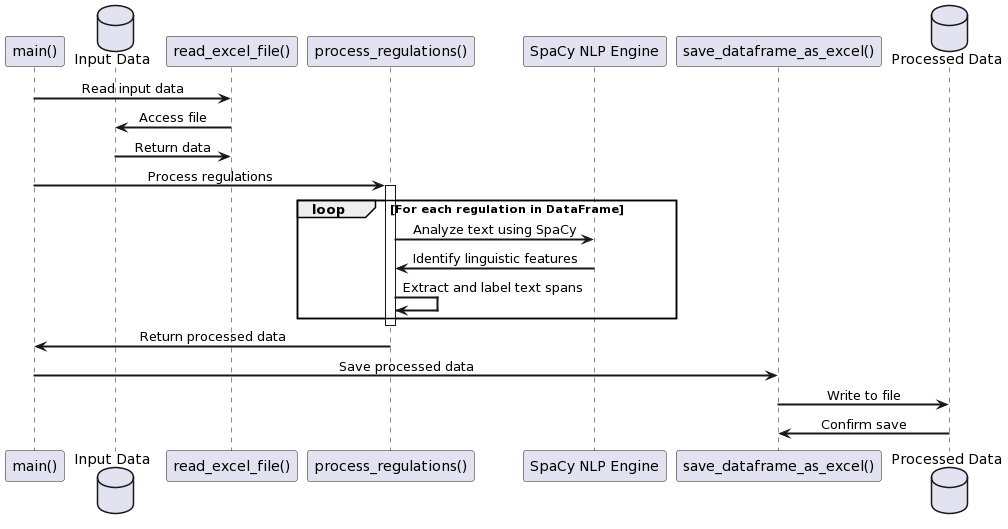 main()
Input Data
read_excel_file()
process_regulations()
SpaCy NLP Engine
save_dataframe_as_excel()
Processed Data
Read input data
Access file
Return data
Process regulations
loop [For each regulation in DataFrame]
Analyze text using SpaCy
Identify linguistic features
Extract and label text spans
Return processed data
Save processed data
Write to file
Confirm save
main()
Input Data
read_excel_file()
process_regulations()
SpaCy NLP Engine
save_dataframe_as_excel()
Processed Data